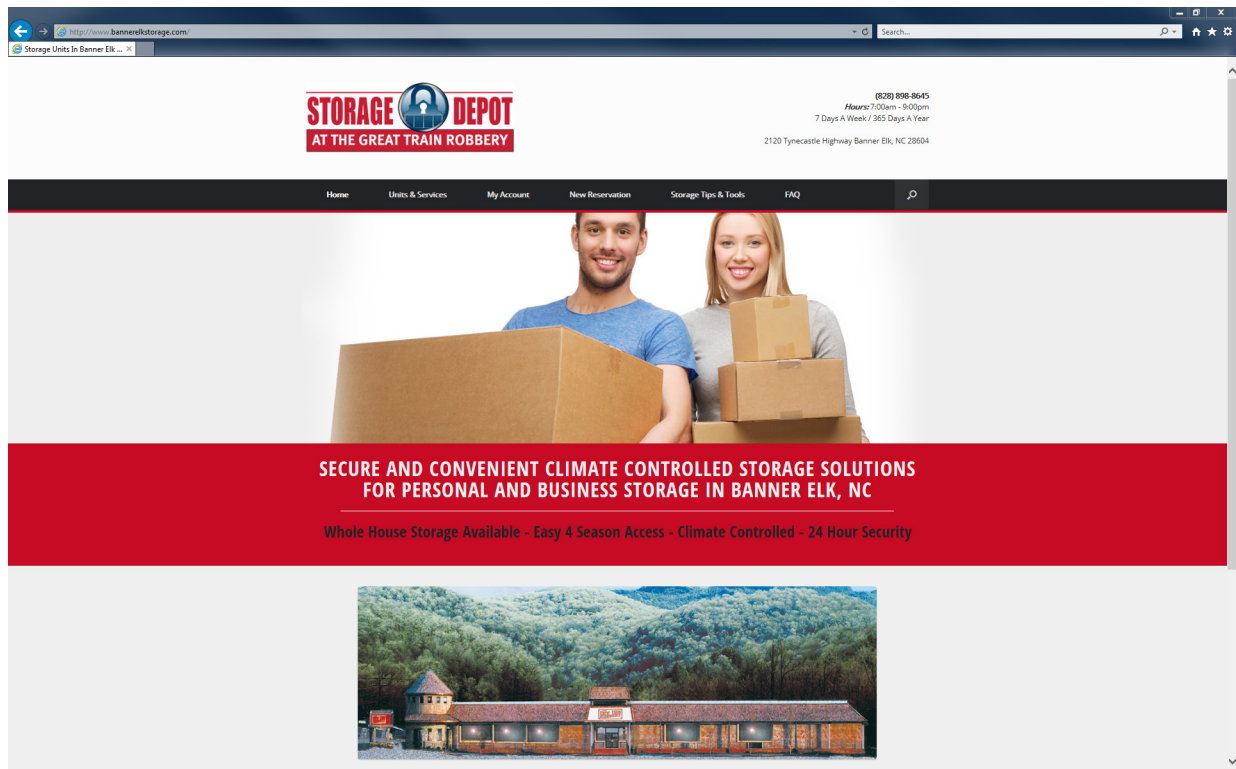 http://www.bannerelkstorage.com/
Search...
Storage Units In Banner Elk ...
STORAGE DEPOT
AT THE GREAT TRAIN ROBBERY
(828) 898-8645
Hours: 7:00am - 9:00pm
7 Days A Week / 365 Days A Year
2120 Tynecastle Highway Banner Elk, NC 28604
Home Units & Services My Account New Reservation Storage Tips & Tools FAQ
SECURE AND CONVENIENT CLIMATE CONTROLLED STORAGE SOLUTIONS
FOR PERSONAL AND BUSINESS STORAGE IN BANNER ELK, NC
Whole House Storage Available - Easy 4 Season Access - Climate Controlled - 24 Hour Security